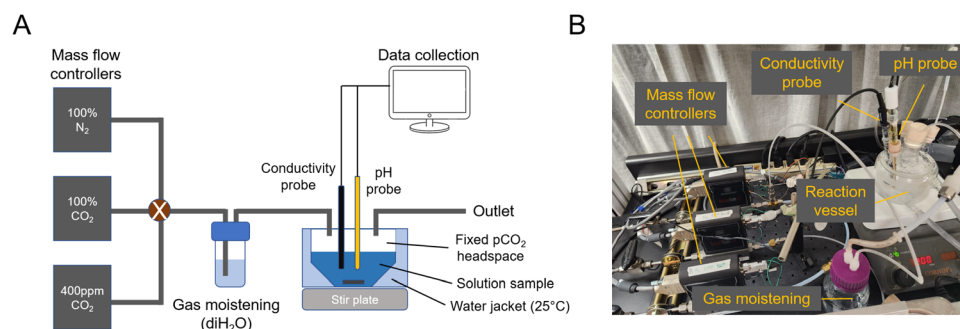 A
Mass flow
controllers
100%
N₂
100%
CO₂
400ppm
CO₂
Gas moistening
(diH₂O)
Data collection
Conductivity
probe
pH
probe
Outlet
Fixed pCO₂
headspace
Solution sample
Water jacket (25°C)
Stir plate
B
Conductivity
probe
pH probe
Mass flow
controllers
Reaction
vessel
Gas moistening